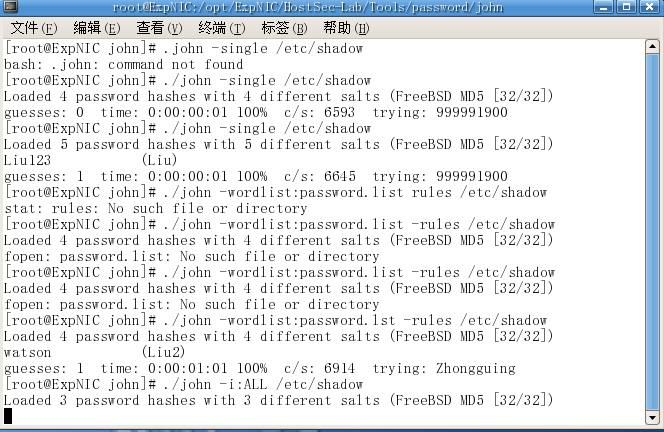 root@ExpNIC:/opt/ExpNIC/HostSec-Lab/Tools/password/john
文件(F) 编辑(E) 查看(V) 终端(T) 标签(B) 帮助(H)
[root@ExpNIC john]# .john -single /etc/shadow
bash: .john: command not found
[root@ExpNIC john]# ./john -single /etc/shadow
Loaded 4 password hashes with 4 different salts (FreeBSD MD5 [32/32])
guesses: 0  time: 0:00:00:01 100%  c/s: 6593  trying: 999991900
[root@ExpNIC john]# ./john -single /etc/shadow
Loaded 5 password hashes with 5 different salts (FreeBSD MD5 [32/32])
Liu123           (Liu)
guesses: 1  time: 0:00:00:01 100%  c/s: 6645  trying: 999991900
[root@ExpNIC john]# ./john -wordlist:password.list rules /etc/shadow
stat: rules: No such file or directory
[root@ExpNIC john]# ./john -wordlist:password.list -rules /etc/shadow
Loaded 4 password hashes with 4 different salts (FreeBSD MD5 [32/32])
fopen: password.list: No such file or directory
[root@ExpNIC john]# ./john -wordlist:password.list -rules /etc/shadow
Loaded 4 password hashes with 4 different salts (FreeBSD MD5 [32/32])
fopen: password.list: No such file or directory
[root@ExpNIC john]# ./john -wordlist:password.lst -rules /etc/shadow
Loaded 4 password hashes with 4 different salts (FreeBSD MD5 [32/32])
watson           (Liu2)
guesses: 1  time: 0:00:01:01 100%  c/s: 6914  trying: Zhongguing
[root@ExpNIC john]# ./john -i:ALL /etc/shadow
Loaded 3 password hashes with 3 different salts (FreeBSD MD5 [32/32])